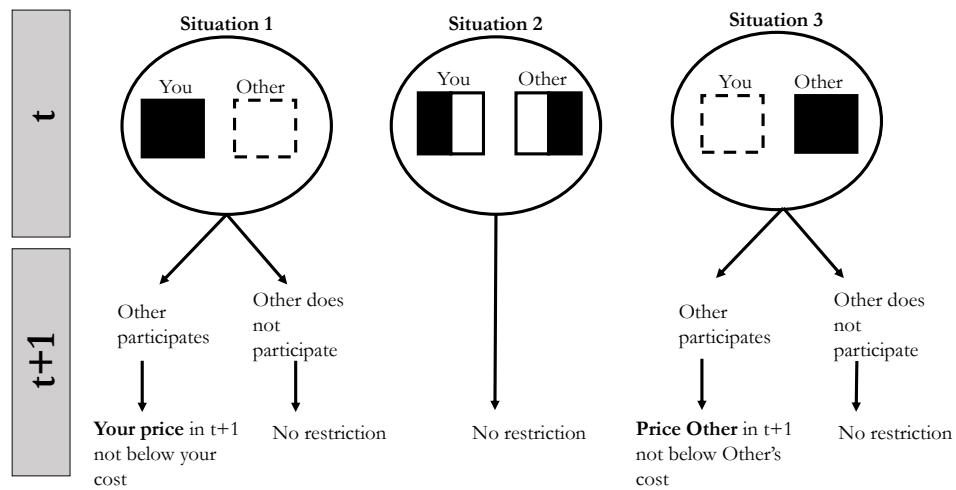 t
Situation 1
You
Other
Situation 2
You
Other
Situation 3
You
Other
t+1
Other
participates
Other does
not
participate
Other
participates
Other does
not
participate
Your price in t+1
not below your
cost
No restriction
No restriction
Price Other in t+1
not below Other's
cost
No restriction